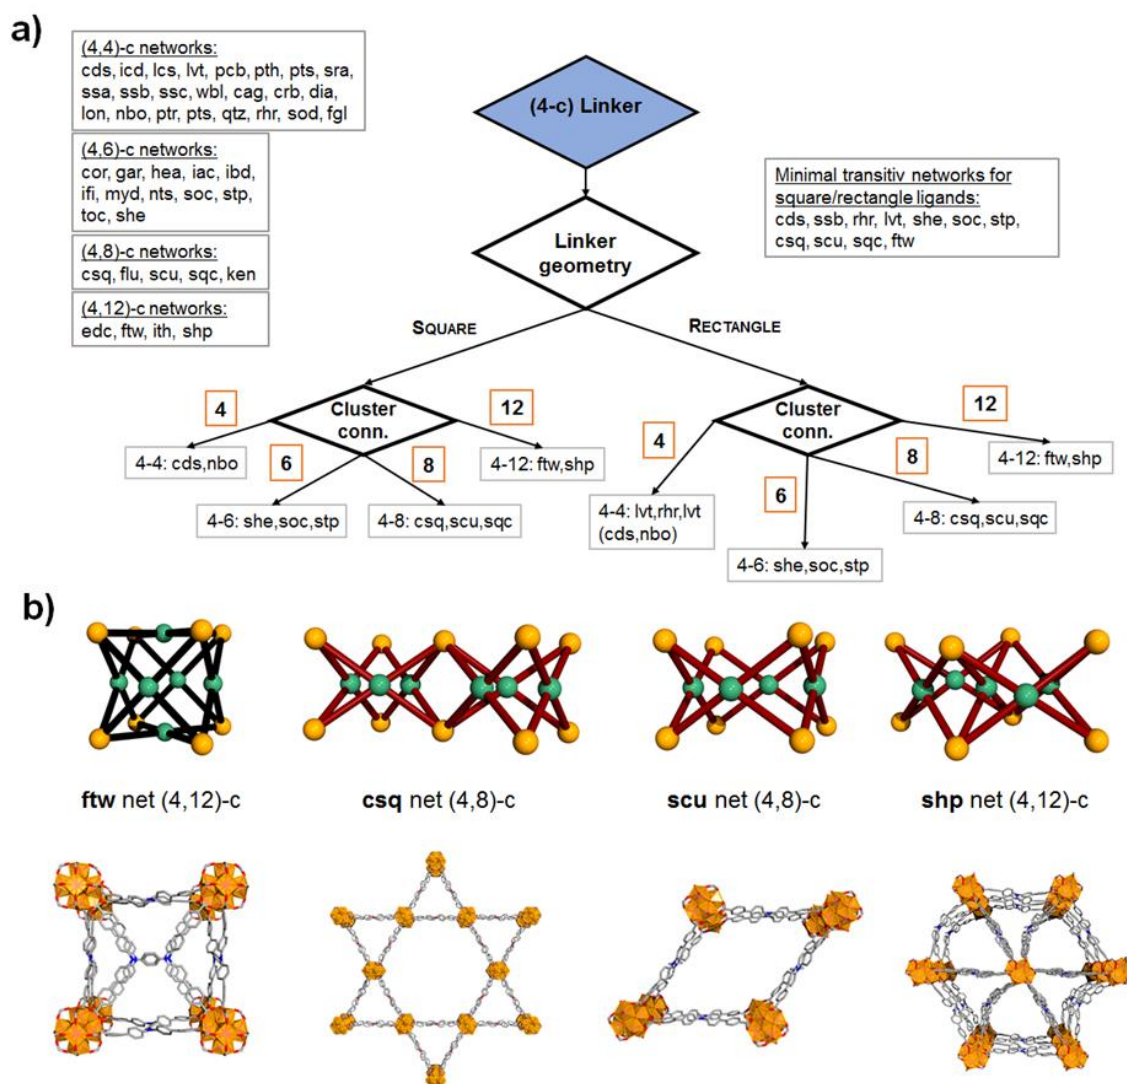 a)
(4,4)-c networks:
cds, icd, lcs, lvt, pcb, pth, pts, sra,
ssa, ssb, ssc, wbl, cag, crb, dia,
lon, nbo, ptr, pts, qtz, rhr, sod, fgl
(4,6)-c networks:
cor, gar, hea, iac, ibd,
ifi, myd, nts, soc, stp,
toc, she
(4,8)-c networks:
csq, flu, scu, sqc, ken
(4,12)-c networks:
edc, ftw, ith, shp
(4-c) Linker
Linker
geometry
Minimal transitiv networks for
square/rectangle ligands:
cds, ssb, rhr, lvt, she, soc, stp,
csq, scu, sqc, ftw
SQUARE
RECTANGLE
Cluster
conn.
4
6
8
12
4-4: cds,nbo
4-6: she,soc,stp
4-8: csq,scu,sqc
4-12: ftw,shp
Cluster
conn.
4
6
8
12
4-4: lvt,rhr,lvt
(cds,nbo)
4-6: she,soc,stp
4-8: csq,scu,sqc
4-12: ftw,shp
b)
ftw net (4,12)-c
csq net (4,8)-c
scu net (4,8)-c
shp net (4,12)-c